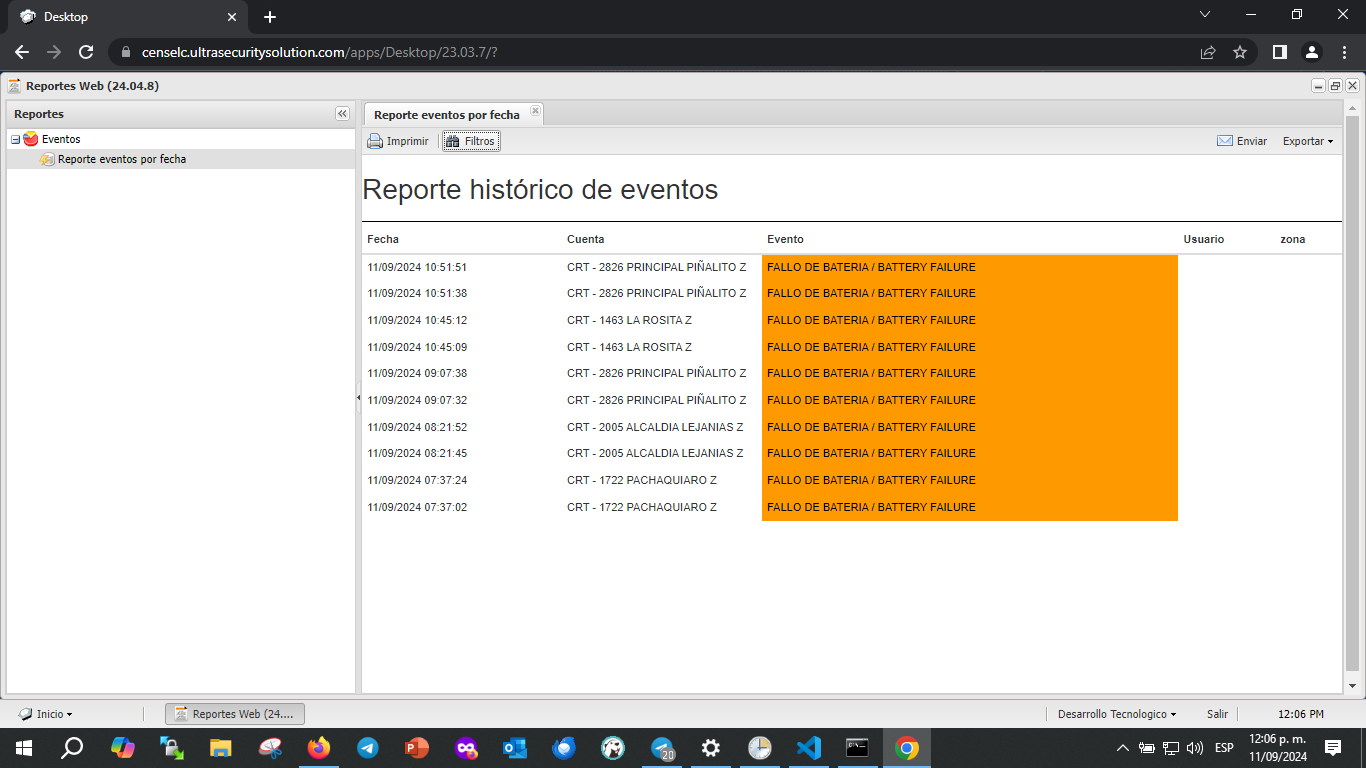 Desktop
censelc.ultrasecuritysolution.com/apps/Desktop/23.03.7/?
Reportes Web (24.04.8)
Reportes
Eventos
Reporte eventos por fecha
Reporte eventos por fecha
Imprimir Filtros Enviar Exportar
Reporte histórico de eventos
Fecha Cuenta Evento Usuario zona
11/09/2024 10:51:51 CRT - 2826 PRINCIPAL PIÑALITO Z FALLO DE BATERIA / BATTERY FAILURE
11/09/2024 10:51:38 CRT - 2826 PRINCIPAL PIÑALITO Z FALLO DE BATERIA / BATTERY FAILURE
11/09/2024 10:45:12 CRT - 1463 LA ROSITA Z FALLO DE BATERIA / BATTERY FAILURE
11/09/2024 10:45:09 CRT - 1463 LA ROSITA Z FALLO DE BATERIA / BATTERY FAILURE
11/09/2024 09:07:38 CRT - 2826 PRINCIPAL PIÑALITO Z FALLO DE BATERIA / BATTERY FAILURE
11/09/2024 09:07:32 CRT - 2826 PRINCIPAL PIÑALITO Z FALLO DE BATERIA / BATTERY FAILURE
11/09/2024 08:21:52 CRT - 2005 ALCALDIA LEJANIAS Z FALLO DE BATERIA / BATTERY FAILURE
11/09/2024 08:21:45 CRT - 2005 ALCALDIA LEJANIAS Z FALLO DE BATERIA / BATTERY FAILURE
11/09/2024 07:37:24 CRT - 1722 PACHAQUIARO Z FALLO DE BATERIA / BATTERY FAILURE
11/09/2024 07:37:02 CRT - 1722 PACHAQUIARO Z FALLO DE BATERIA / BATTERY FAILURE
Inicio Reportes Web (24.... Desarrollo Tecnologico Salir 12:06 PM
20 ESP 12:06 p. m.
11/09/2024